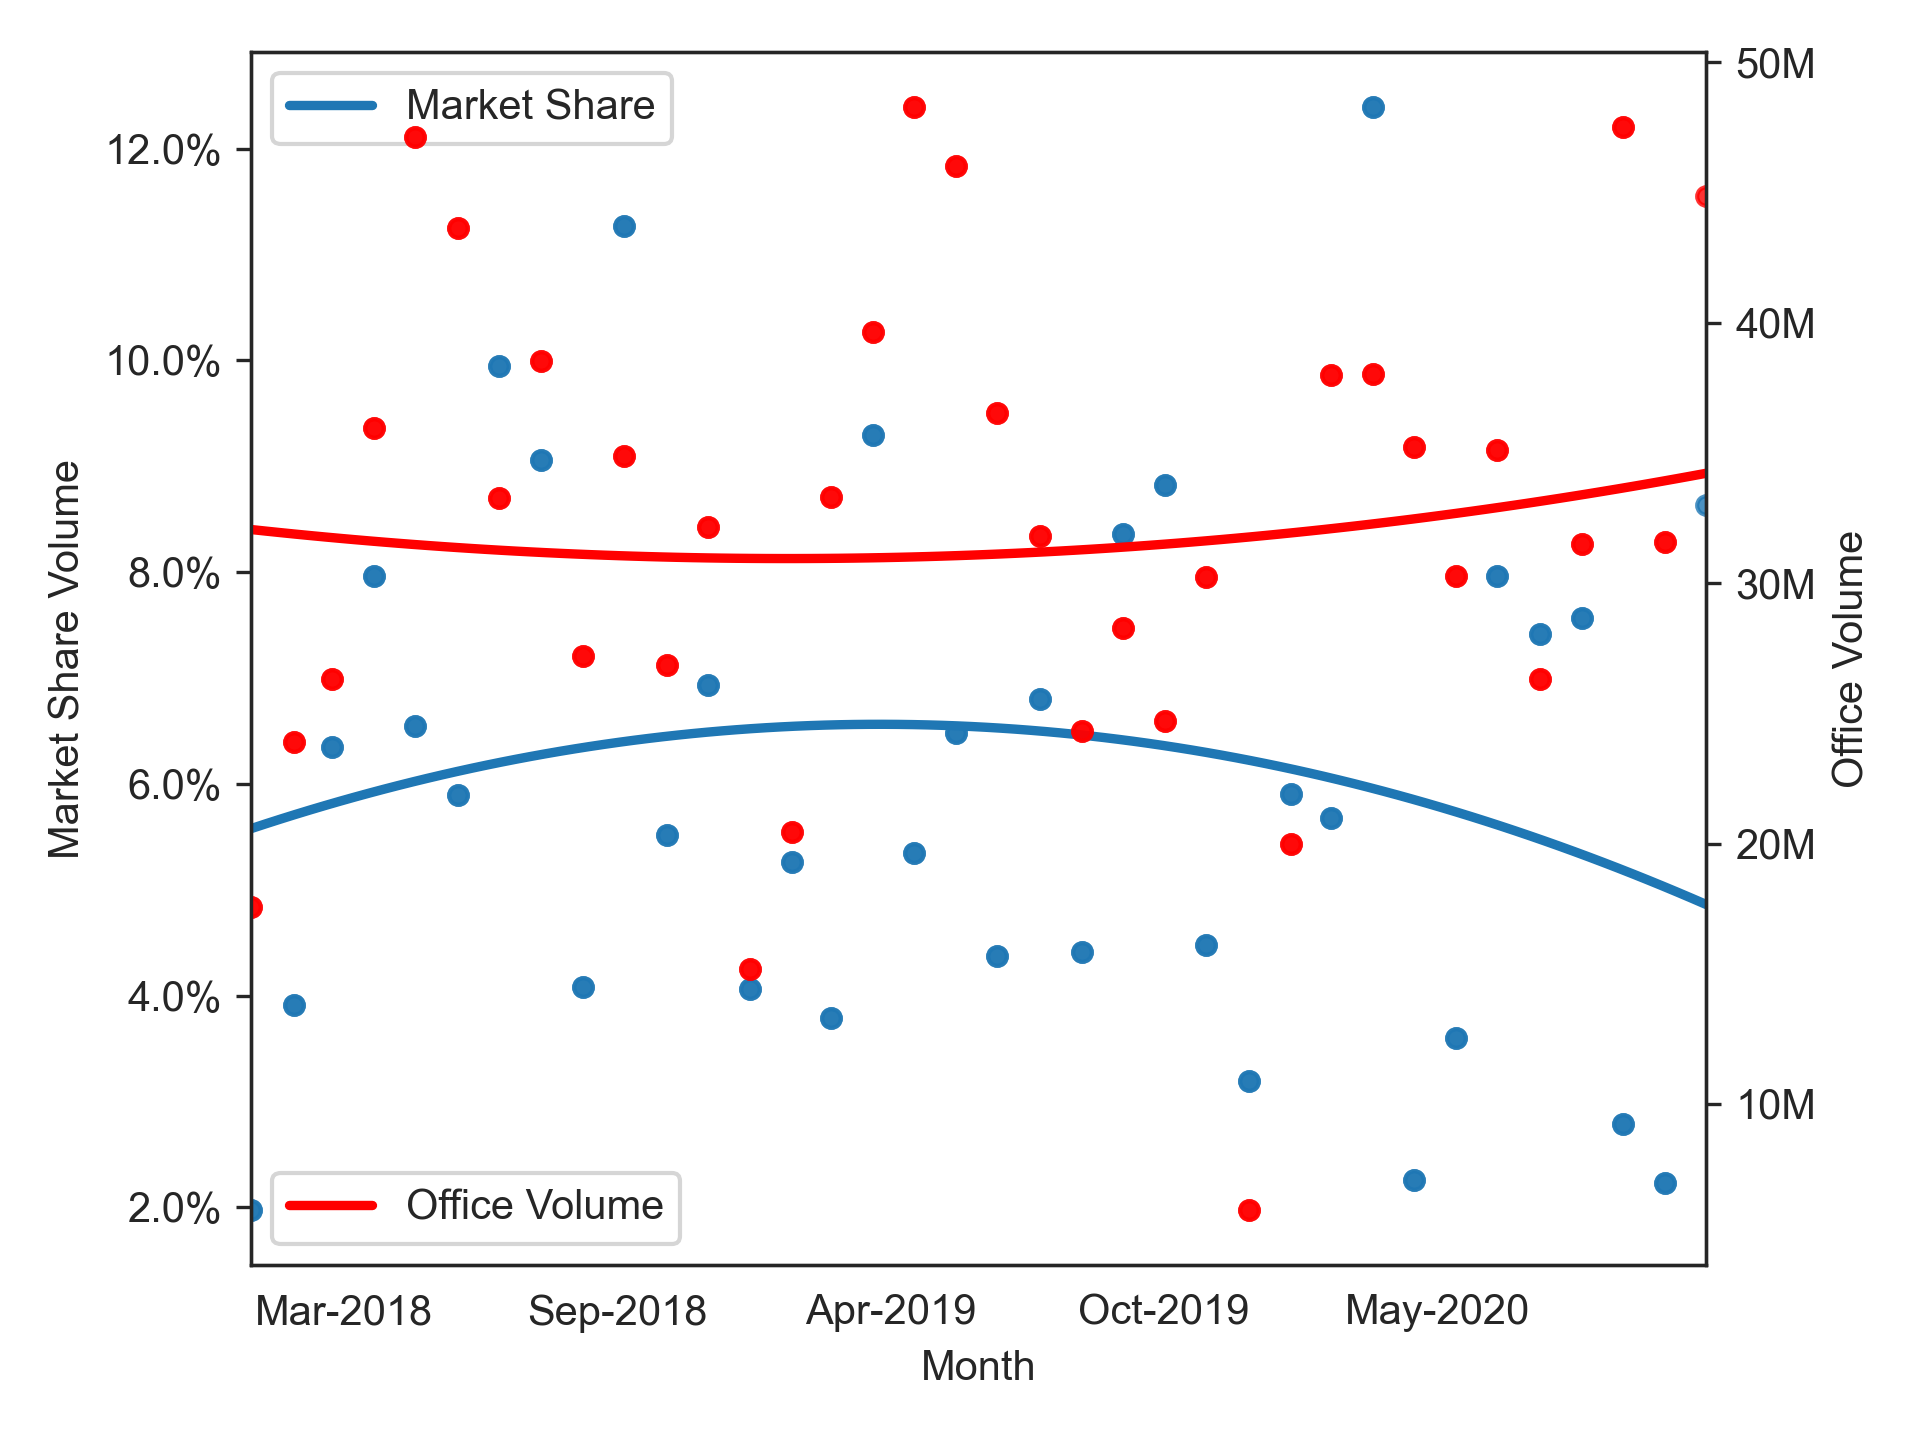 Market Share
12.0%
10.0%
8.0%
6.0%
4.0%
2.0%
Market Share Volume
50M
40M
30M
20M
10M
Office Volume
Office Volume
Mar-2018
Sep-2018
Apr-2019
Oct-2019
May-2020
Month